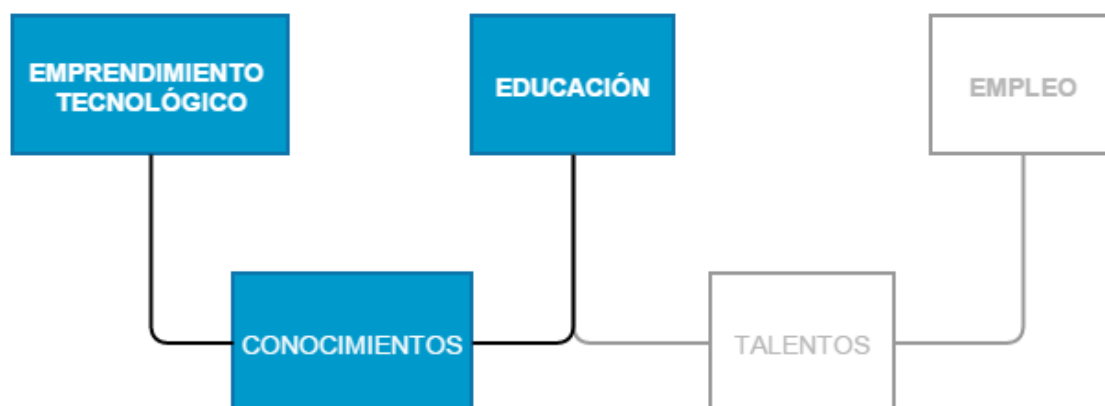 EMPRENDIMIENTO
TECNOLÓGICO
EDUCACIÓN
EMPLEO
CONOCIMIENTOS
TALENTOS